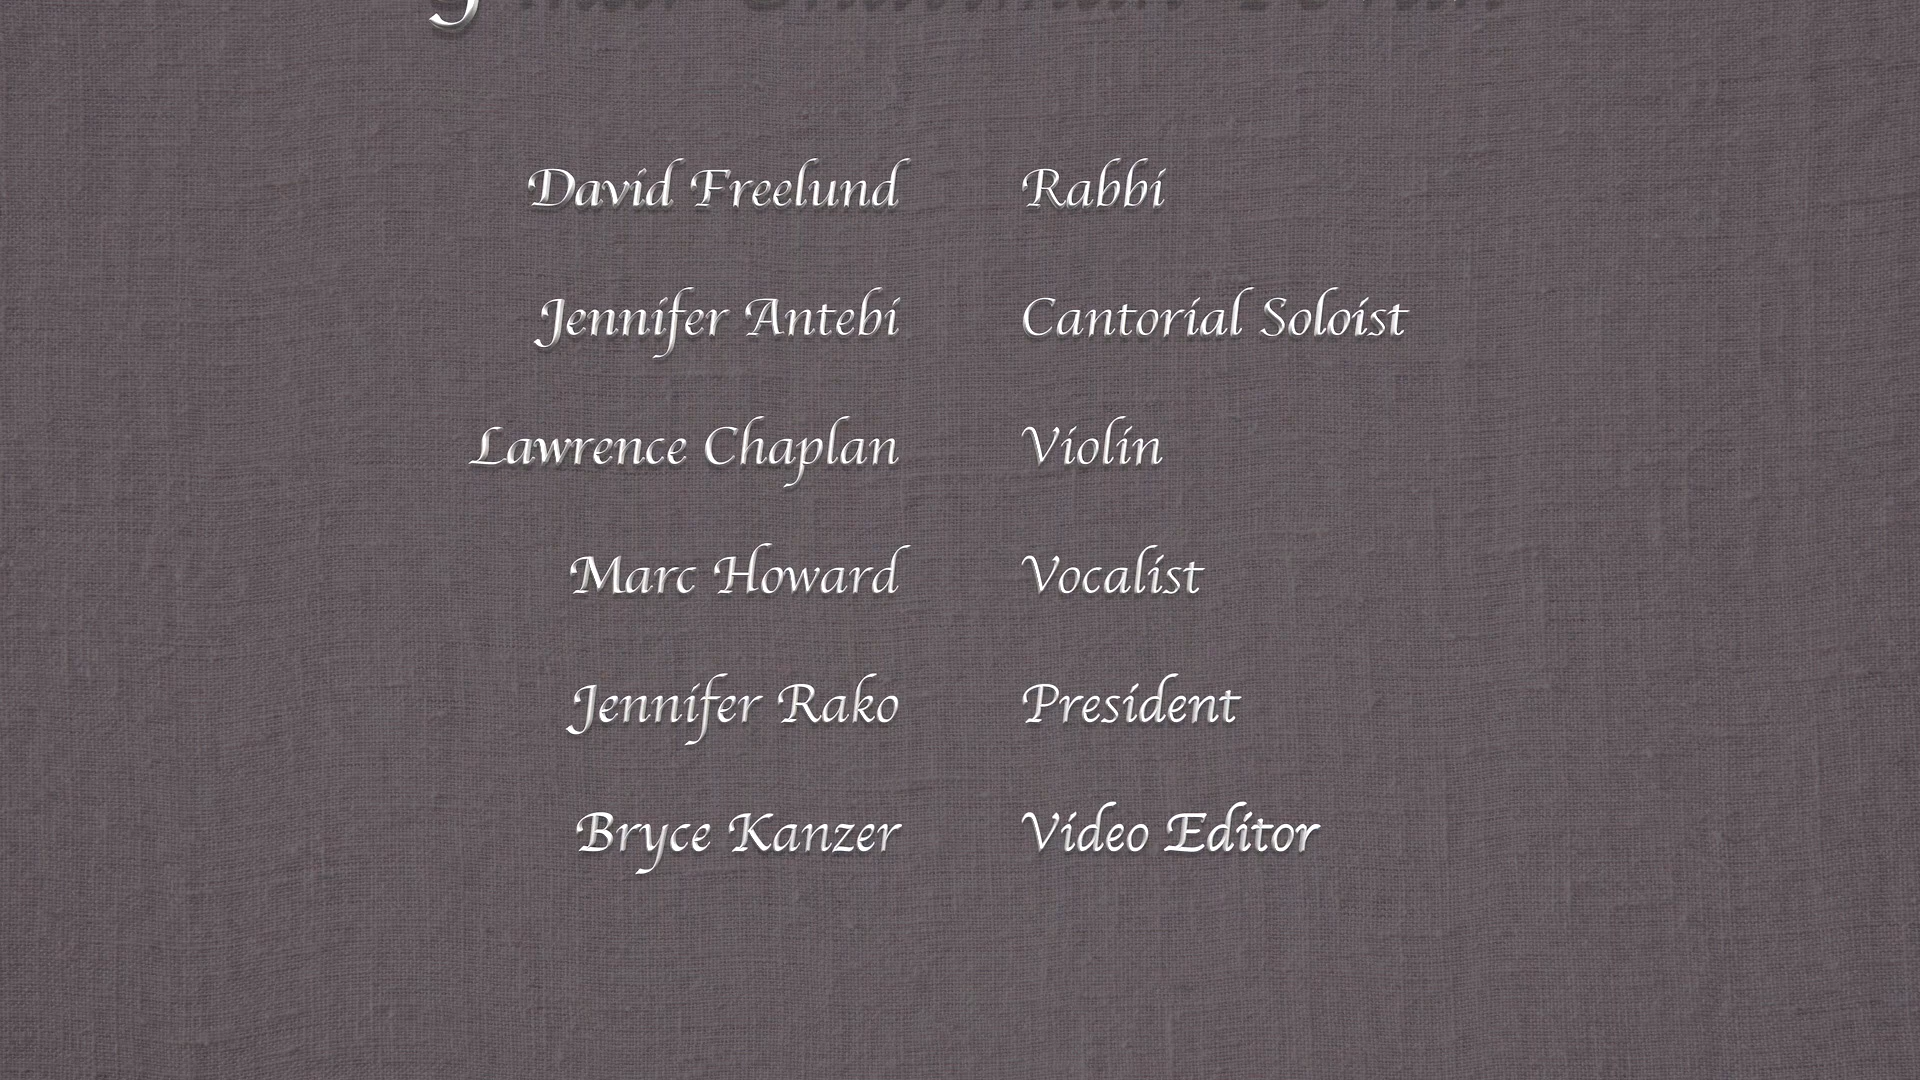 David Freelund Rabbi
Jennifer Antebi Cantorial Soloist
Lawrence Chaplan Violin
Marc Howard Vocalist
Jennifer Rako President
Bryce Kanzer Video Editor